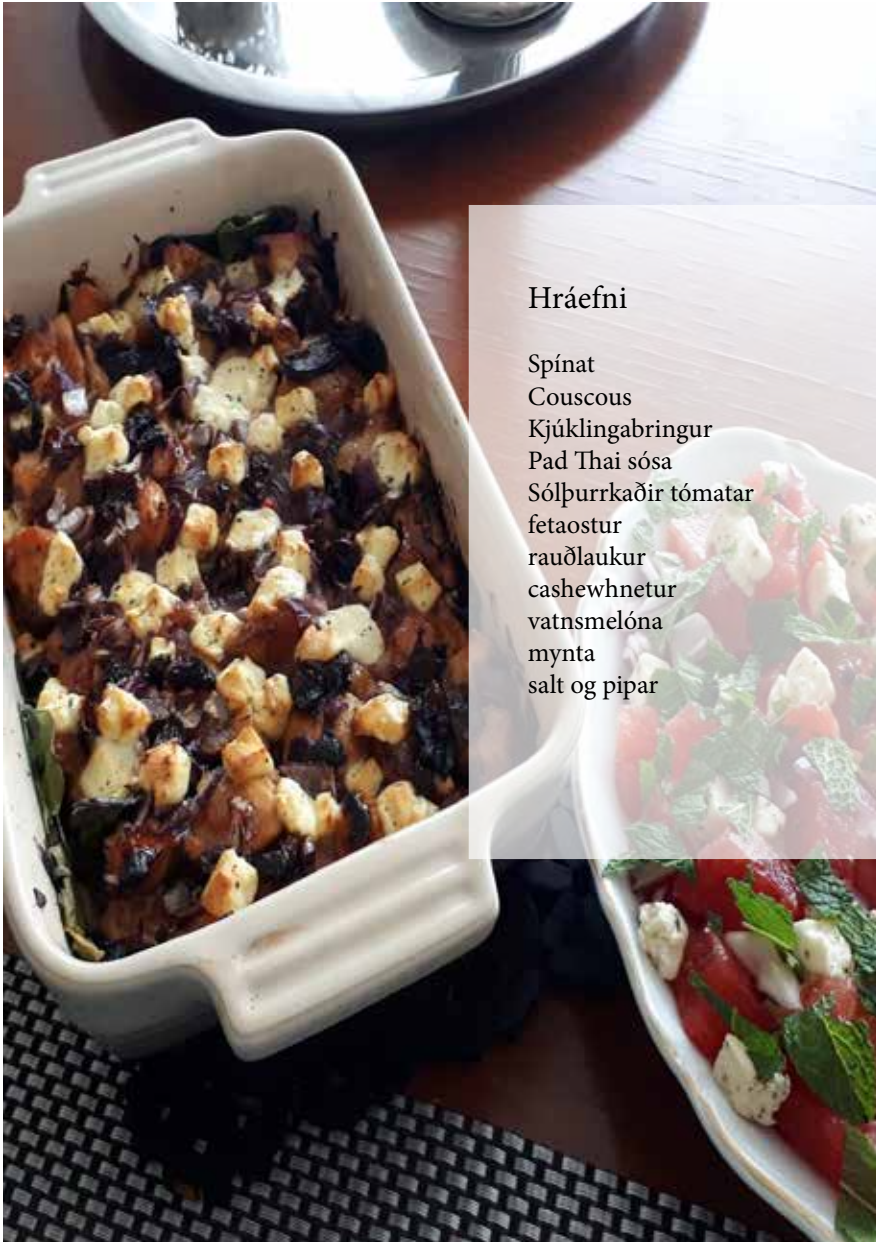 Hráefni
Spínat
Couscous
Kjúklingabringur
Pad Thai sósa
Sólþurrkaðir tómatar
fetaostur
rauðlaukur
cashewhnetur
vatnsmelóna
mynta
salt og pipar